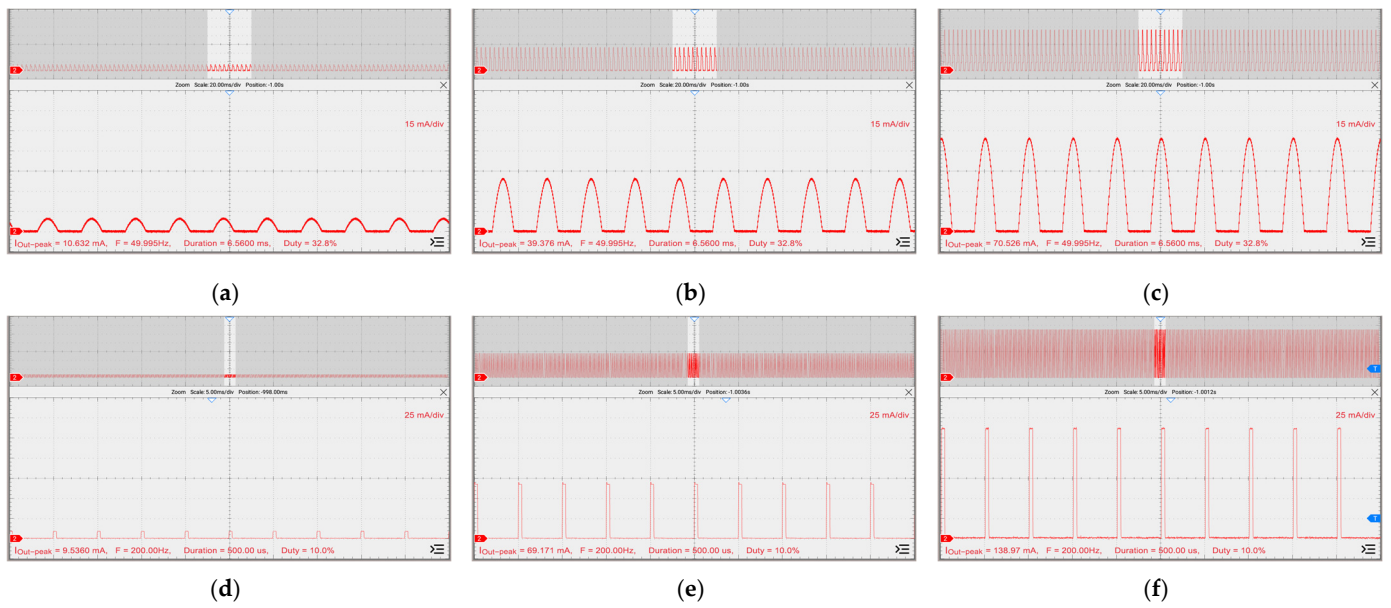 2
Zoom Scale:20.00ms/div Position:-1.00s
15 mA/div
2
IOut-peak = 10.632 mA, F = 49.995Hz, Duration = 6.5600 ms, Duty = 32.8%
(a)
2
Zoom Scale:20.00ms/div Position:-1.00s
15 mA/div
2
IOut-peak = 39.376 mA, F = 49.995Hz, Duration = 6.5600 ms, Duty = 32.8%
(b)
2
Zoom Scale:20.00ms/div Position:-1.00s
15 mA/div
2
IOut-peak = 70.526 mA, F = 49.995Hz, Duration = 6.5600 ms, Duty = 32.8%
(c)
2
Zoom Scale:5.00ms/div Position:-998.00ms
25 mA/div
2
IOut-peak = 9.5360 mA, F = 200.00Hz, Duration = 500.00 us, Duty = 10.0%
(d)
2
Zoom Scale:5.00ms/div Position:-1.0036s
25 mA/div
2
IOut-peak = 69.171 mA, F = 200.00Hz, Duration = 500.00 us, Duty = 10.0%
(e)
T
2
Zoom Scale:5.00ms/div Position:-1.0012s
25 mA/div
T
2
IOut-peak = 138.97 mA, F = 200.00Hz, Duration = 500.00 us, Duty = 10.0%
(f)